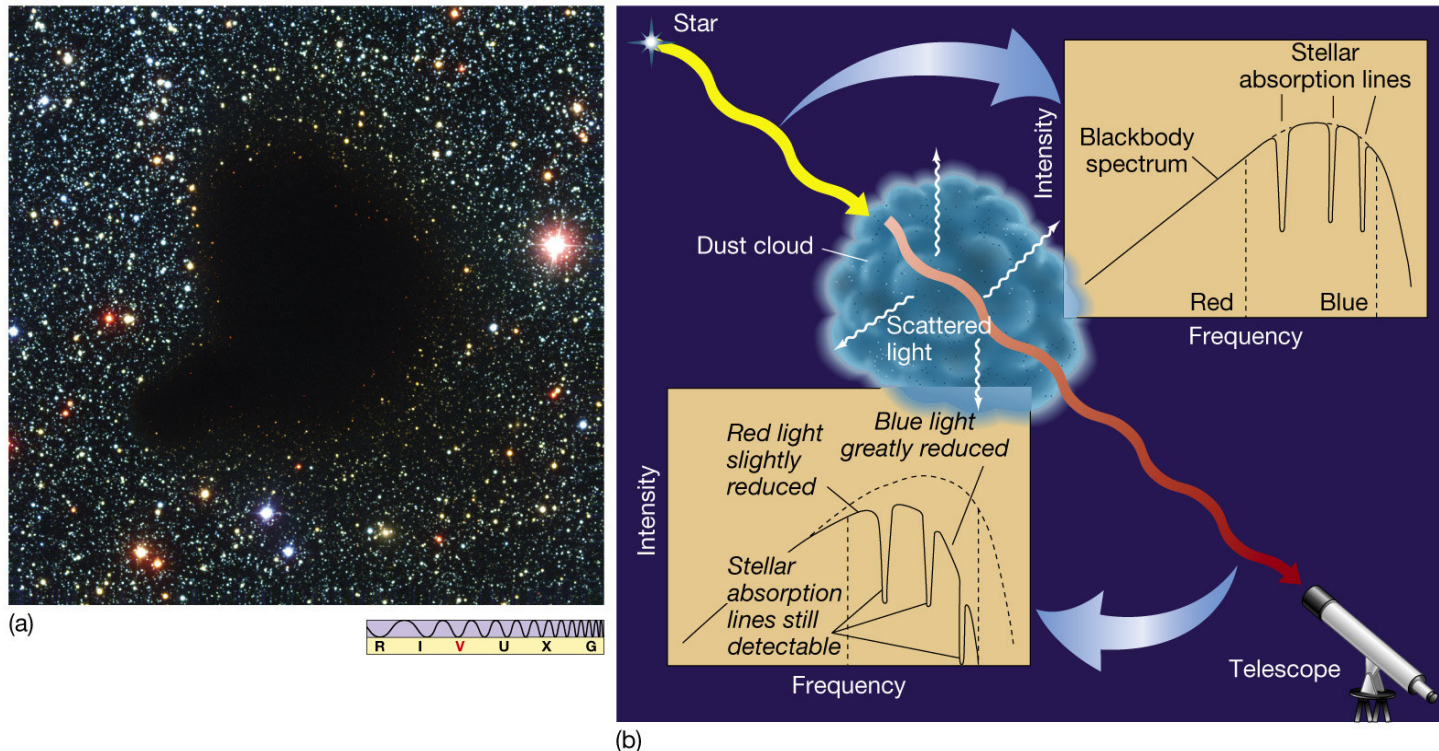 (a)
R I V U X G
Star
Stellar
absorption lines
Intensity
Blackbody
spectrum
Red
Blue
Frequency
Dust cloud
Scattered
light
Blue light
greatly reduced
Red light
slightly
reduced
Intensity
Stellar
absorption
lines still
detectable
Frequency
Telescope
(b)